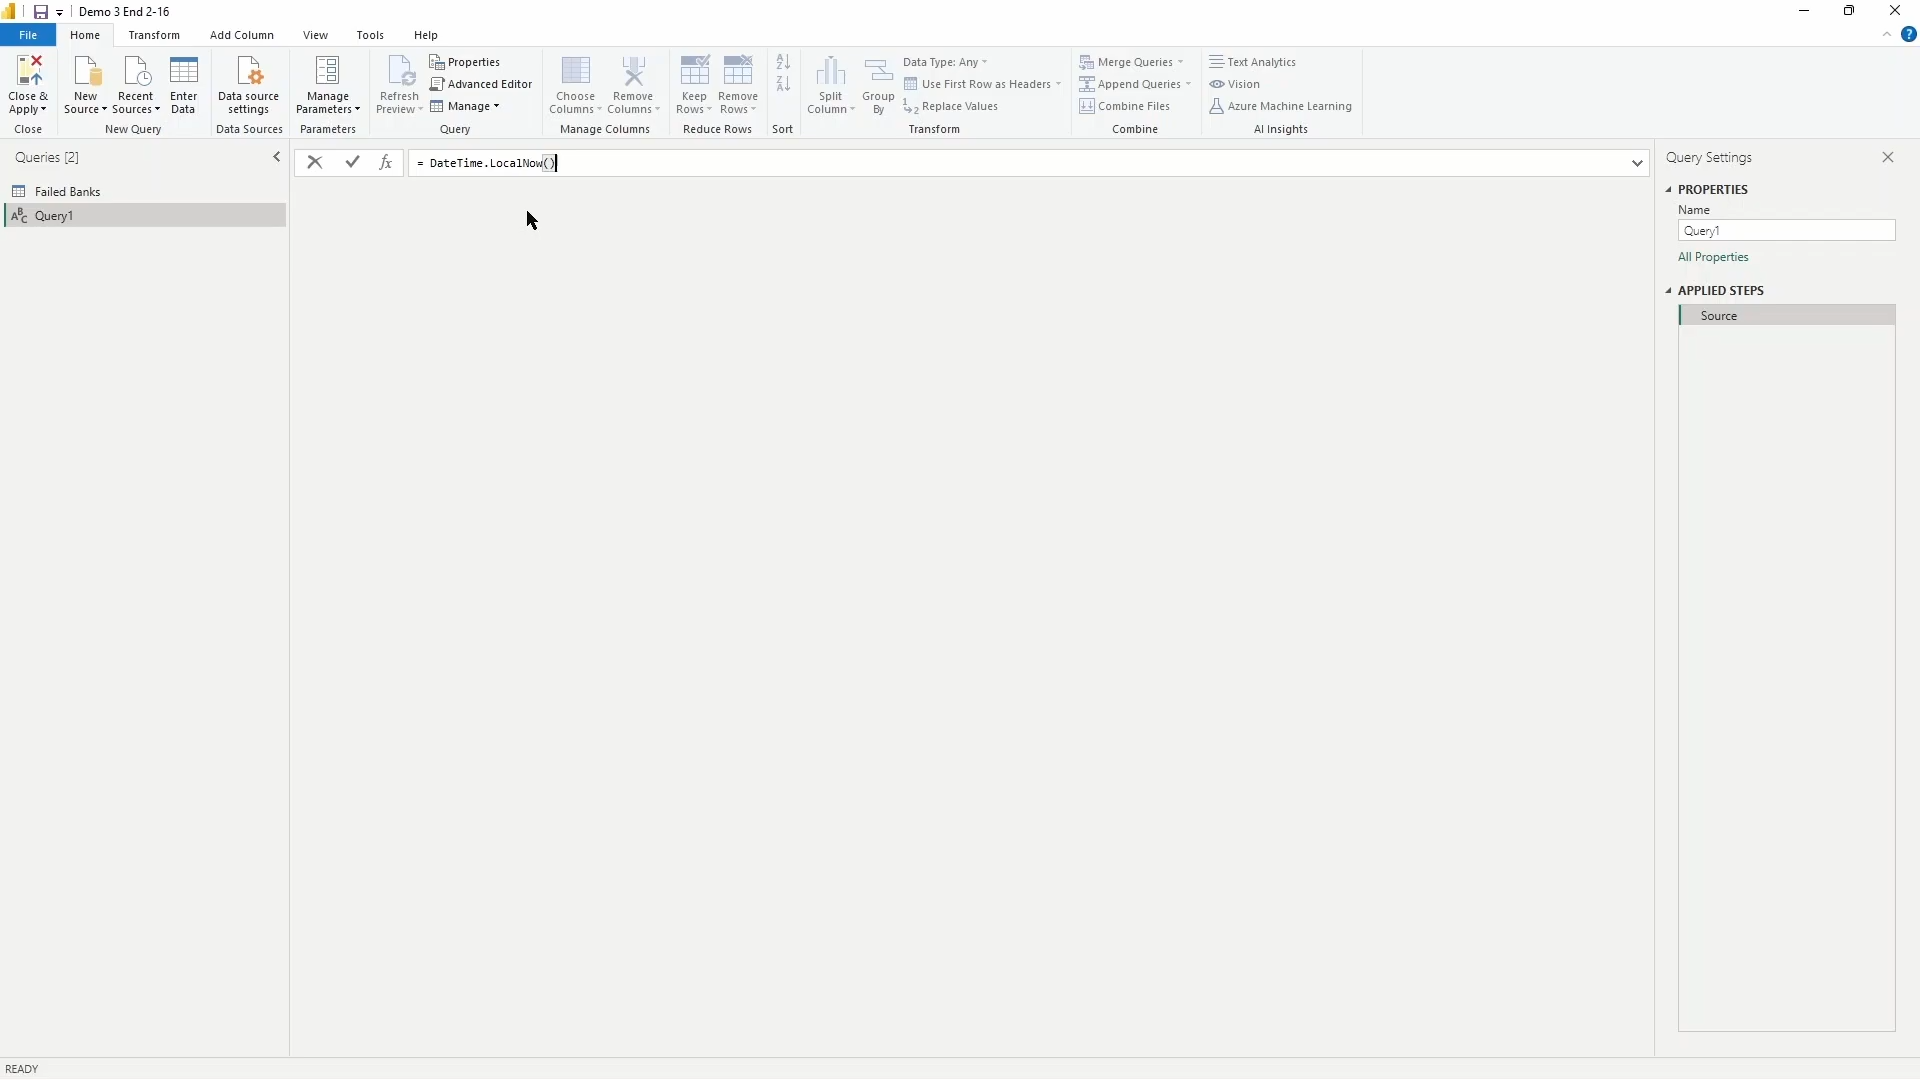 Demo 3 End 2-16
File Home Transform Add Column View Tools Help
Close & Apply
Close
New Source
Recent Sources
Enter Data
New Query
Data source settings
Data Sources
Manage Parameters
Parameters
Refresh Preview
Properties
Advanced Editor
Manage
Query
Choose Columns
Remove Columns
Manage Columns
Keep Rows
Remove Rows
Reduce Rows
Sort
Split Column
Group By
Data Type: Any
Use First Row as Headers
Replace Values
Transform
Merge Queries
Append Queries
Combine Files
Combine
Text Analytics
Vision
Azure Machine Learning
AI Insights
Queries [2]
Failed Banks
Query1
= DateTime.LocalNow()
Query Settings
PROPERTIES
Name
Query1
All Properties
APPLIED STEPS
Source
READY